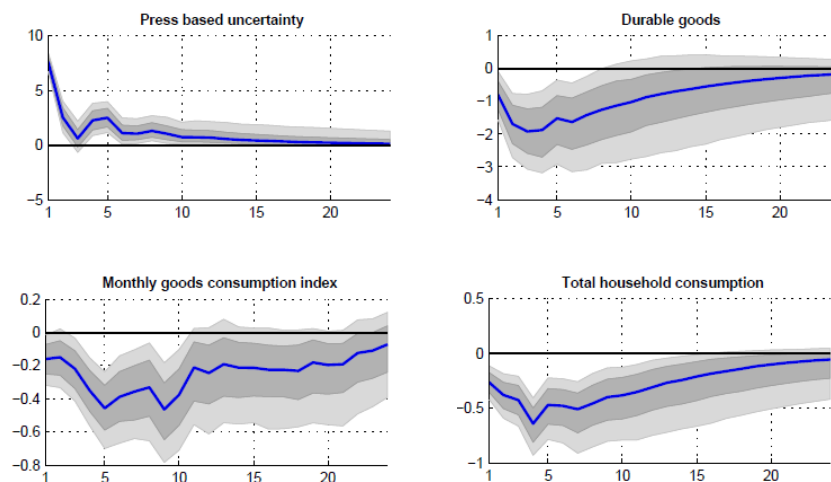 Press based uncertainty
10
5
0
−5
1 5 10 15 20
Durable goods
1
0
−1
−2
−3
−4
1 5 10 15 20
Monthly goods consumption index
0.2
0
−0.2
−0.4
−0.6
−0.8
1 5 10 15 20
Total household consumption
0.5
0
−0.5
−1
1 5 10 15 20